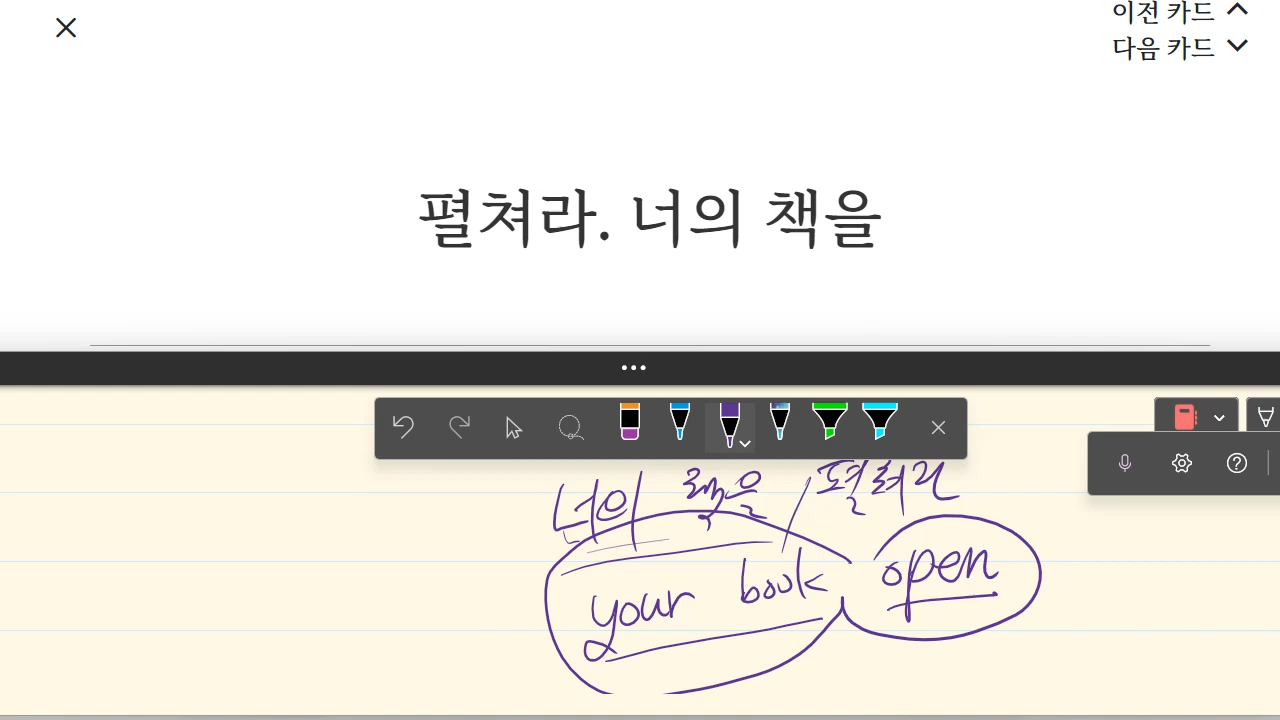 이전 카드
다음 카드
펼쳐라. 너의 책을
너의 책을 / 펼쳐라
your book open